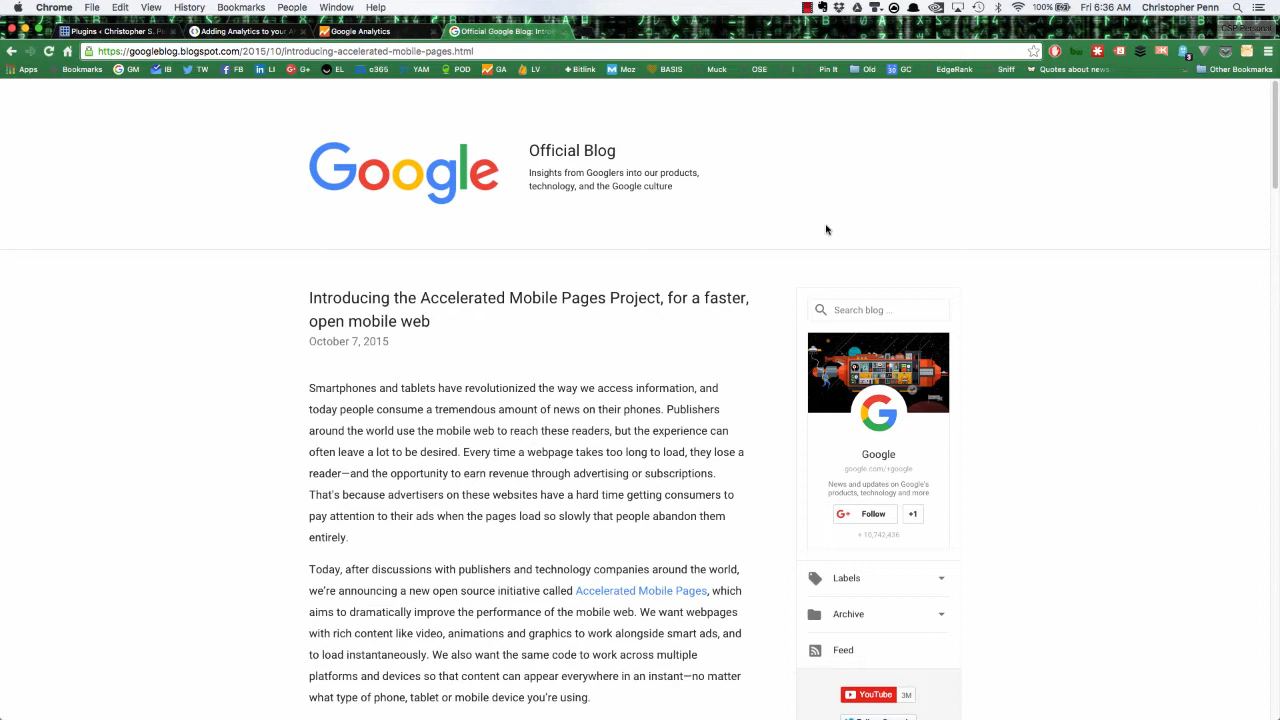 Chrome File Edit View History Bookmarks People Window Help 100% Fri 6:36 AM Christopher Penn
Plugins ‹ Christopher S. P Adding Analytics to your A Google Analytics Official Google Blog: Intro CSP Personal
https://googleblog.blogspot.com/2015/10/introducing-accelerated-mobile-pages.html
Apps Bookmarks GM IB TW FB LI G+ EL o365 YAM POD GA LV Bitlink Moz BASIS Muck OSE I Pin It Old GC EdgeRank Sniff Quotes about news Other Bookmarks
Google
Official Blog
Insights from Googlers into our products,
technology, and the Google culture
Introducing the Accelerated Mobile Pages Project, for a faster,
open mobile web
October 7, 2015
Smartphones and tablets have revolutionized the way we access information, and
today people consume a tremendous amount of news on their phones. Publishers
around the world use the mobile web to reach these readers, but the experience can
often leave a lot to be desired. Every time a webpage takes too long to load, they lose a
reader—and the opportunity to earn revenue through advertising or subscriptions.
That's because advertisers on these websites have a hard time getting consumers to
pay attention to their ads when the pages load so slowly that people abandon them
entirely.
Today, after discussions with publishers and technology companies around the world,
we're announcing a new open source initiative called Accelerated Mobile Pages, which
aims to dramatically improve the performance of the mobile web. We want webpages
with rich content like video, animations and graphics to work alongside smart ads, and
to load instantaneously. We also want the same code to work across multiple
platforms and devices so that content can appear everywhere in an instant—no matter
what type of phone, tablet or mobile device you're using.
Search blog ...
G
Google
google.com/+google
News and updates on Google's
products, technology and more
G+ Follow +1
+ 10,742,436
Labels
Archive
Feed
YouTube 3M